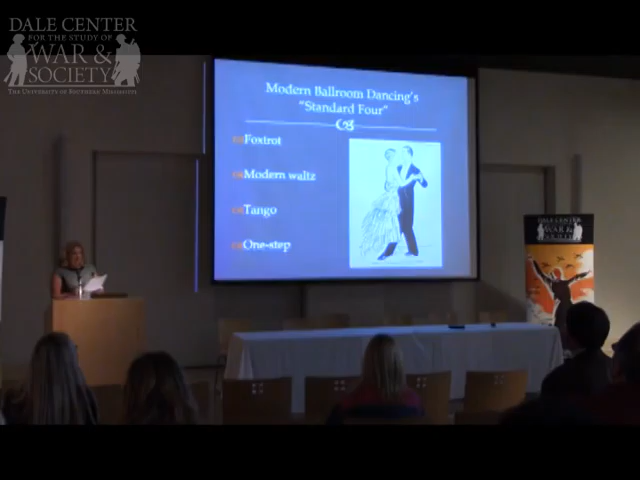 DALE CENTER
FOR THE STUDY OF
WAR &
SOCIETY
THE UNIVERSITY OF SOUTHERN MISSISSIPPI
Modern Ballroom Dancing's
"Standard Four"
Foxtrot
Modern waltz
Tango
One-step
DALE CENTER
WAR &
SOCIETY